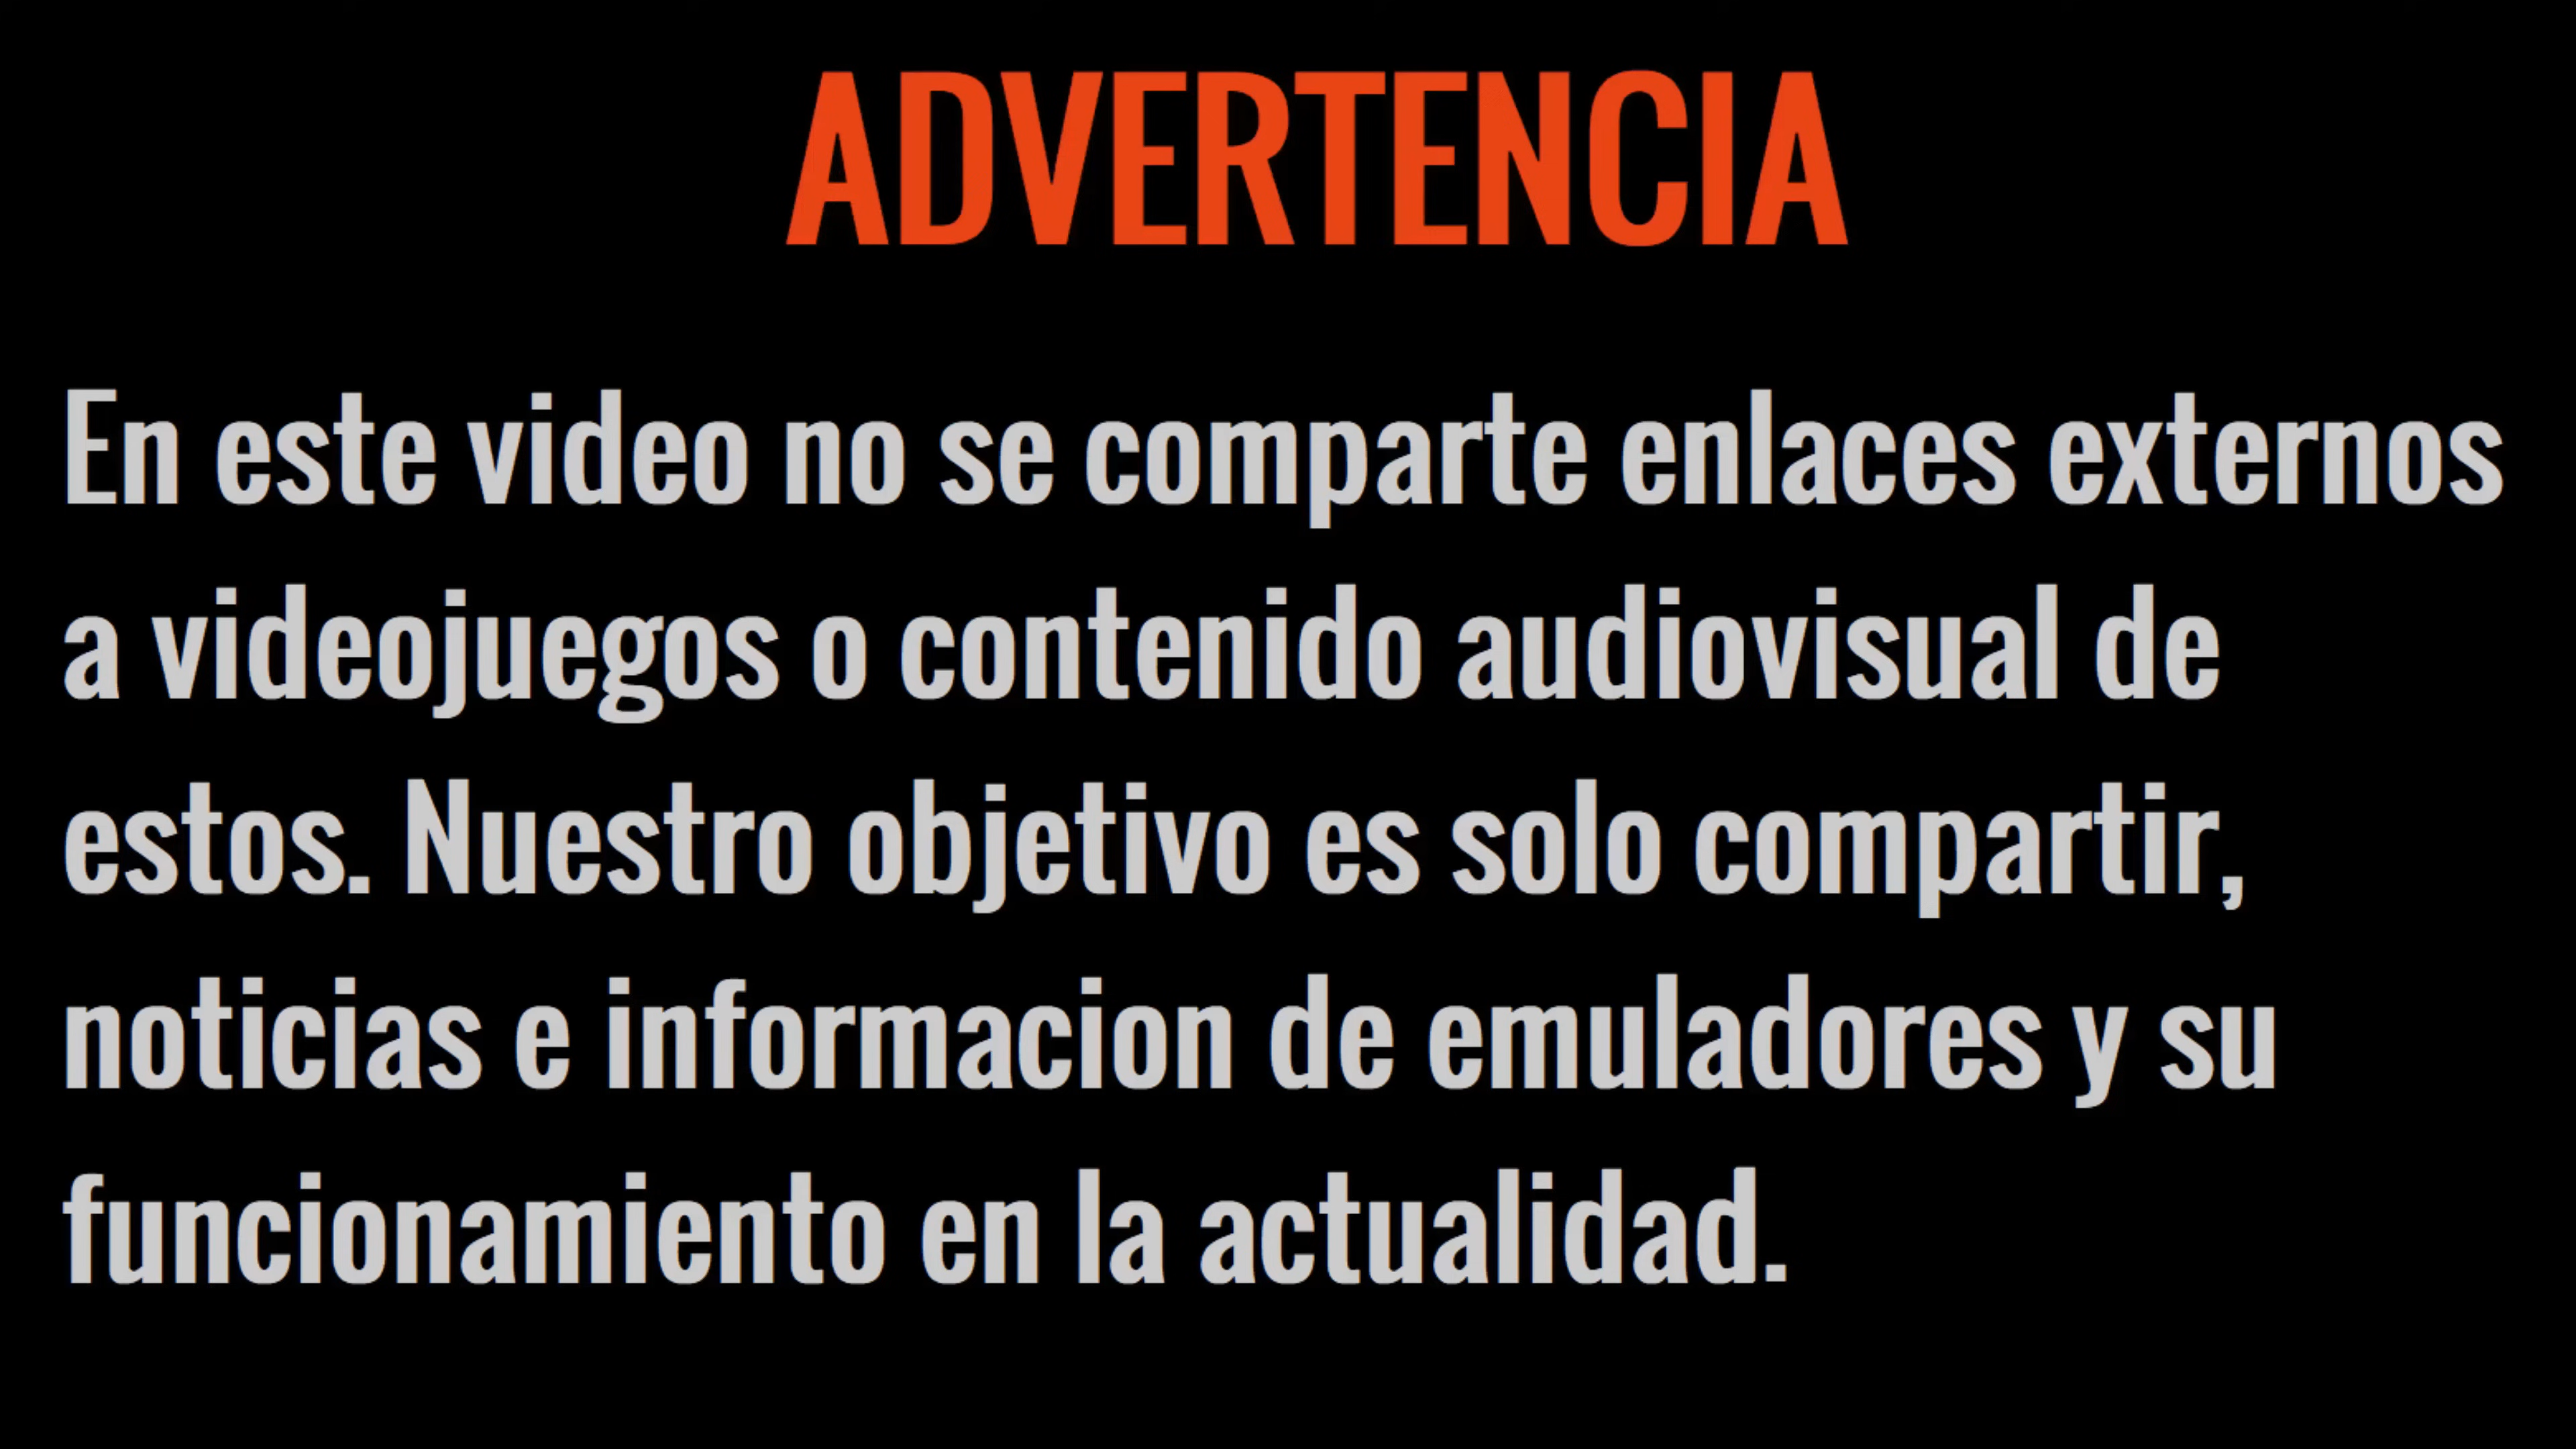 ADVERTENCIA
En este video no se comparte enlaces externos
a videojuegos o contenido audiovisual de
estos. Nuestro objetivo es solo compartir,
noticias e informacion de emuladores y su
funcionamiento en la actualidad.